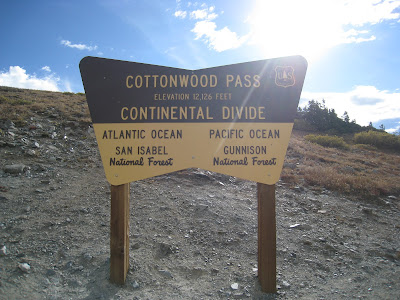 COTTONWOOD PASS
ELEVATION 12,126 FEET
CONTINENTAL DIVIDE
ATLANTIC OCEAN
SAN ISABEL
National Forest
PACIFIC OCEAN
GUNNISON
National Forest